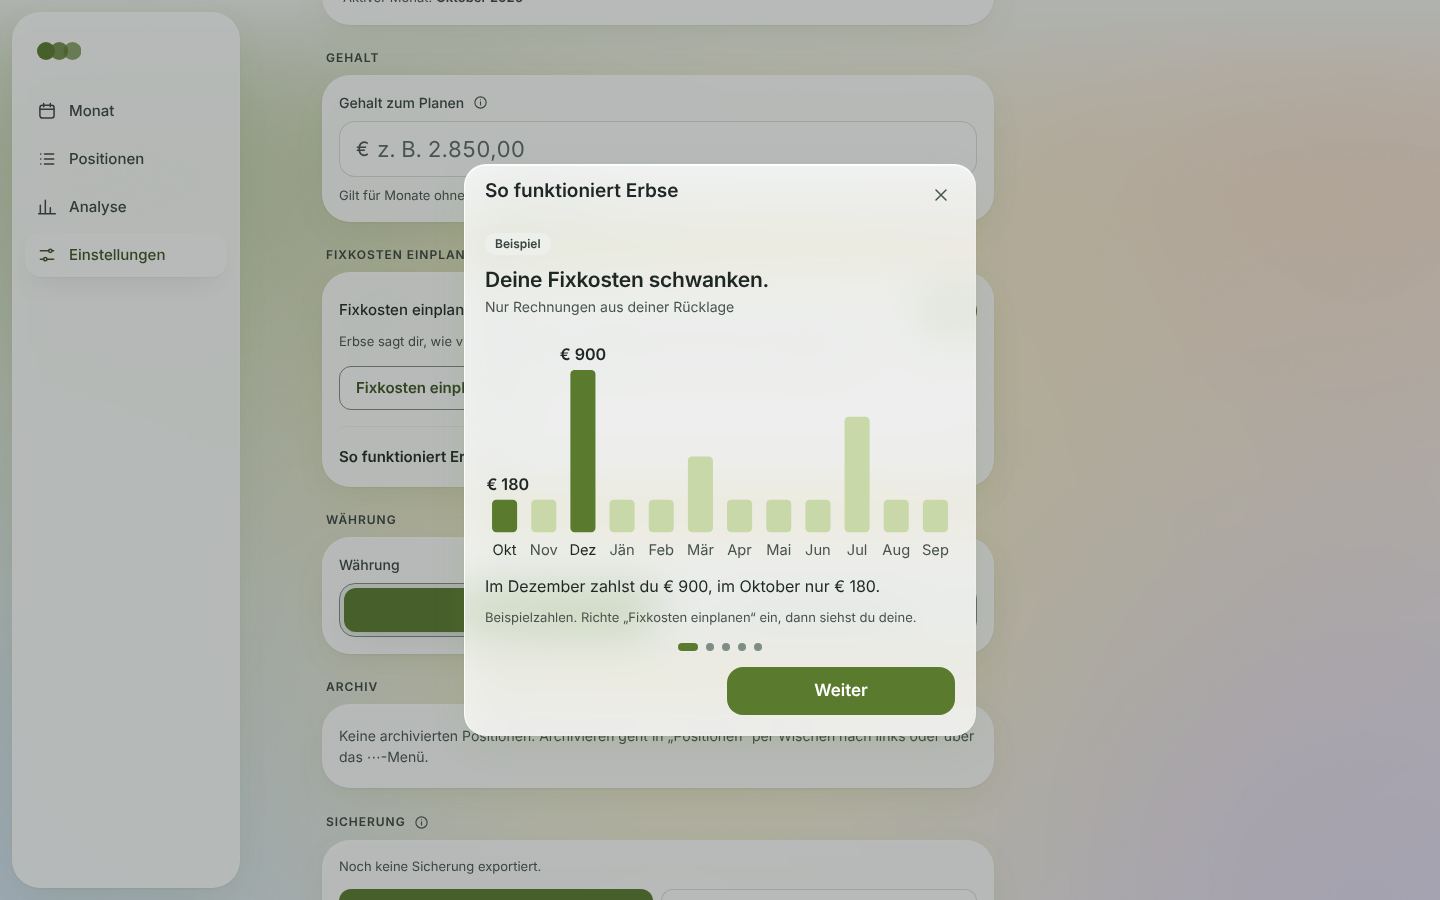 Aktiver Monat: Oktober 2026
GEHALT
Gehalt zum Planen
€ z. B. 2.850,00
Gilt für Monate ohne
FIXKOSTEN EINPLAN
Fixkosten einplan
Erbse sagt dir, wie v
Fixkosten einpl
So funktioniert Er
WÄHRUNG
Währung
ARCHIV
Keine archivierten Positionen. Archivieren geht in „Positionen“ per Wischen nach links oder über
das ···-Menü.
SICHERUNG
Noch keine Sicherung exportiert.
Monat
Positionen
Analyse
Einstellungen
So funktioniert Erbse
Beispiel
Deine Fixkosten schwanken.
Nur Rechnungen aus deiner Rücklage
€ 900
€ 180
Okt Nov Dez Jän Feb Mär Apr Mai Jun Jul Aug Sep
Im Dezember zahlst du € 900, im Oktober nur € 180.
Beispielzahlen. Richte „Fixkosten einplanen“ ein, dann siehst du deine.
Weiter